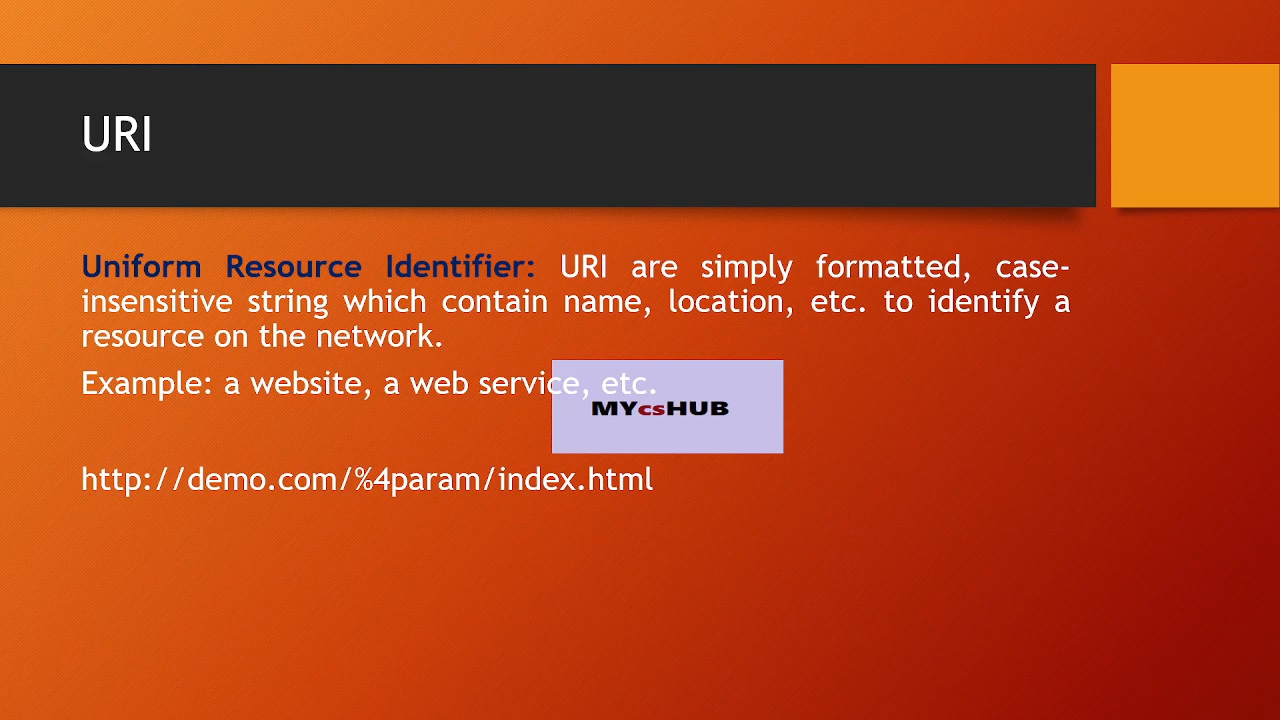 URI
Uniform Resource Identifier: URI are simply formatted, case-
insensitive string which contain name, location, etc. to identify a
resource on the network.
Example: a website, a web service, etc.
MYcsHUB
http://demo.com/%4param/index.html